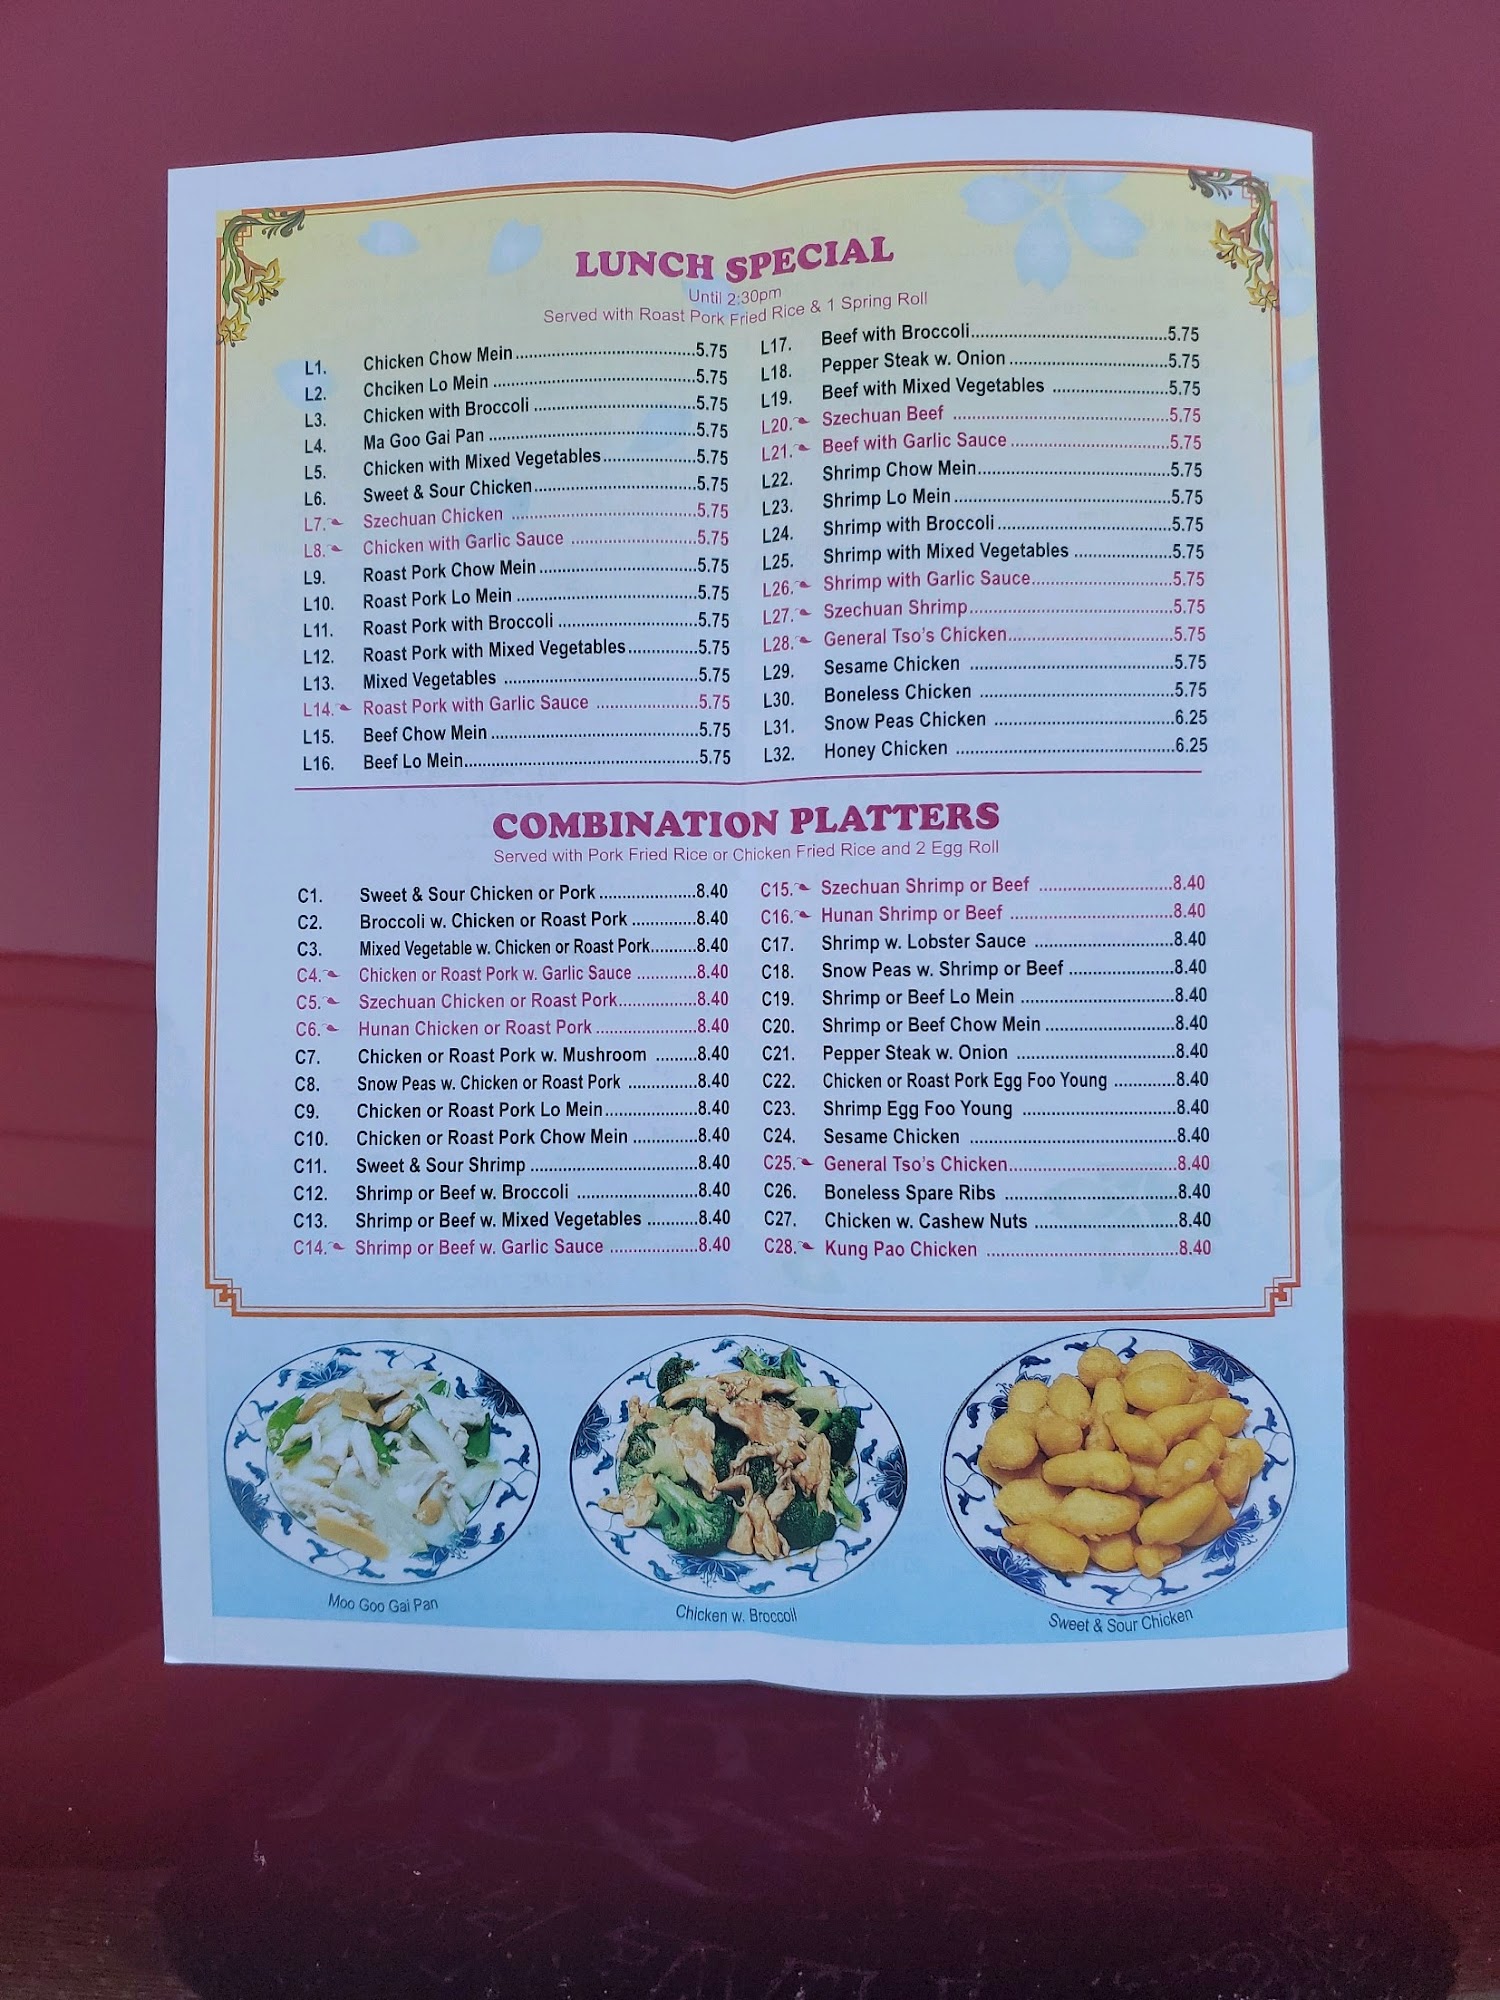 LUNCH SPECIAL
Until 2:30pm
Served with Roast Pork Fried Rice & 1 Spring Roll
L1. Chicken Chow Mein 5.75
L2. Chciken Lo Mein 5.75
L3. Chicken with Broccoli 5.75
L4. Ma Goo Gai Pan 5.75
L5. Chicken with Mixed Vegetables 5.75
L6. Sweet & Sour Chicken 5.75
L7. Szechuan Chicken 5.75
L8. Chicken with Garlic Sauce 5.75
L9. Roast Pork Chow Mein 5.75
L10. Roast Pork Lo Mein 5.75
L11. Roast Pork with Broccoli 5.75
L12. Roast Pork with Mixed Vegetables 5.75
L13. Mixed Vegetables 5.75
L14. Roast Pork with Garlic Sauce 5.75
L15. Beef Chow Mein 5.75
L16. Beef Lo Mein 5.75
L17. Beef with Broccoli 5.75
L18. Pepper Steak w. Onion 5.75
L19. Beef with Mixed Vegetables 5.75
L20. Szechuan Beef 5.75
L21. Beef with Garlic Sauce 5.75
L22. Shrimp Chow Mein 5.75
L23. Shrimp Lo Mein 5.75
L24. Shrimp with Broccoli 5.75
L25. Shrimp with Mixed Vegetables 5.75
L26. Shrimp with Garlic Sauce 5.75
L27. Szechuan Shrimp 5.75
L28. General Tso's Chicken 5.75
L29. Sesame Chicken 5.75
L30. Boneless Chicken 5.75
L31. Snow Peas Chicken 6.25
L32. Honey Chicken 6.25
COMBINATION PLATTERS
Served with Pork Fried Rice or Chicken Fried Rice and 2 Egg Roll
C1. Sweet & Sour Chicken or Pork 8.40
C2. Broccoli w. Chicken or Roast Pork 8.40
C3. Mixed Vegetable w. Chicken or Roast Pork 8.40
C4. Chicken or Roast Pork w. Garlic Sauce 8.40
C5. Szechuan Chicken or Roast Pork 8.40
C6. Hunan Chicken or Roast Pork 8.40
C7. Chicken or Roast Pork w. Mushroom 8.40
C8. Snow Peas w. Chicken or Roast Pork 8.40
C9. Chicken or Roast Pork Lo Mein 8.40
C10. Chicken or Roast Pork Chow Mein 8.40
C11. Sweet & Sour Shrimp 8.40
C12. Shrimp or Beef w. Broccoli 8.40
C13. Shrimp or Beef w. Mixed Vegetables 8.40
C14. Shrimp or Beef w. Garlic Sauce 8.40
C15. Szechuan Shrimp or Beef 8.40
C16. Hunan Shrimp or Beef 8.40
C17. Shrimp w. Lobster Sauce 8.40
C18. Snow Peas w. Shrimp or Beef 8.40
C19. Shrimp or Beef Lo Mein 8.40
C20. Shrimp or Beef Chow Mein 8.40
C21. Pepper Steak w. Onion 8.40
C22. Chicken or Roast Pork Egg Foo Young 8.40
C23. Shrimp Egg Foo Young 8.40
C24. Sesame Chicken 8.40
C25. General Tso's Chicken 8.40
C26. Boneless Spare Ribs 8.40
C27. Chicken w. Cashew Nuts 8.40
C28. Kung Pao Chicken 8.40
Moo Goo Gai Pan
Chicken w. Broccoli
Sweet & Sour Chicken